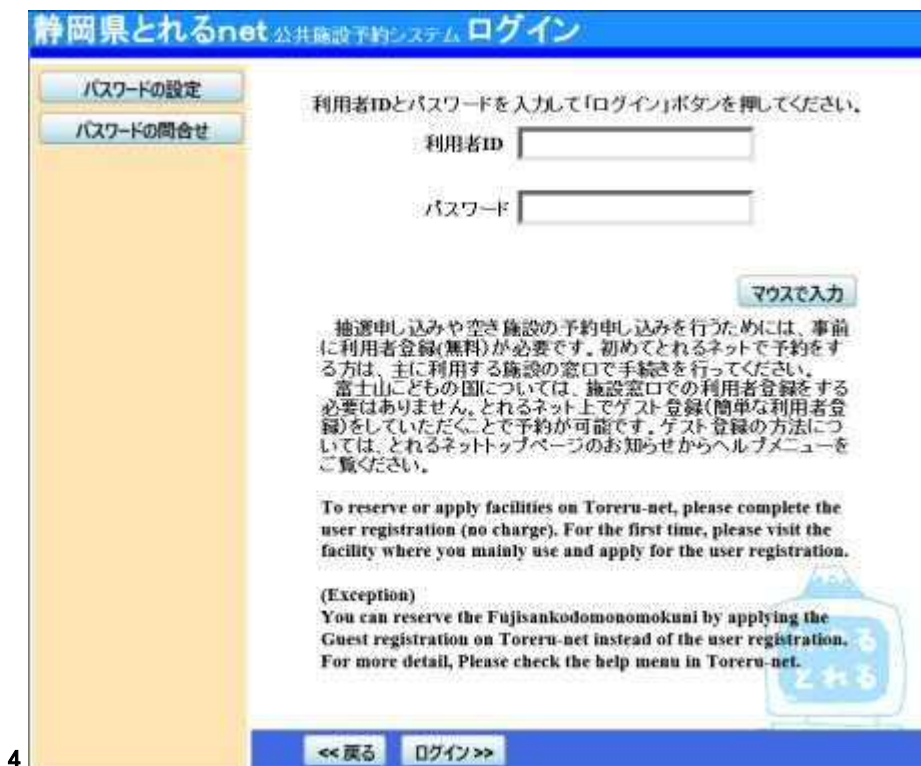 静岡県とれるnet 公共施設予約システム ログイン
パスワードの設定
パスワードの問合せ
利用者IDとパスワードを入力して「ログイン」ボタンを押してください。
利用者ID
パスワード
マウスで入力
抽選申し込みや空き施設の予約申し込みを行うためには、事前
に利用者登録(無料)が必要です。初めてとれるネットで予約をす
る方は、主に利用する施設の窓口で手続きを行ってください。
富士山こどもの国については、施設窓口での利用者登録をする
必要はありません。とれるネット上でゲスト登録(簡単な利用者登
録)をしていただくことで予約が可能です。ゲスト登録の方法につ
いては、とれるネットトップページのお知らせからヘルプメニューを
ご覧ください。
To reserve or apply facilities on Toreru-net, please complete the
user registration (no charge). For the first time, please visit the
facility where you mainly use and apply for the user registration.
(Exception)
You can reserve the Fujisankodomonomokuni by applying the
Guest registration on Toreru-net instead of the user registration.
For more detail, Please check the help menu in Toreru-net.
とれる
<< 戻る ログイン >>
4